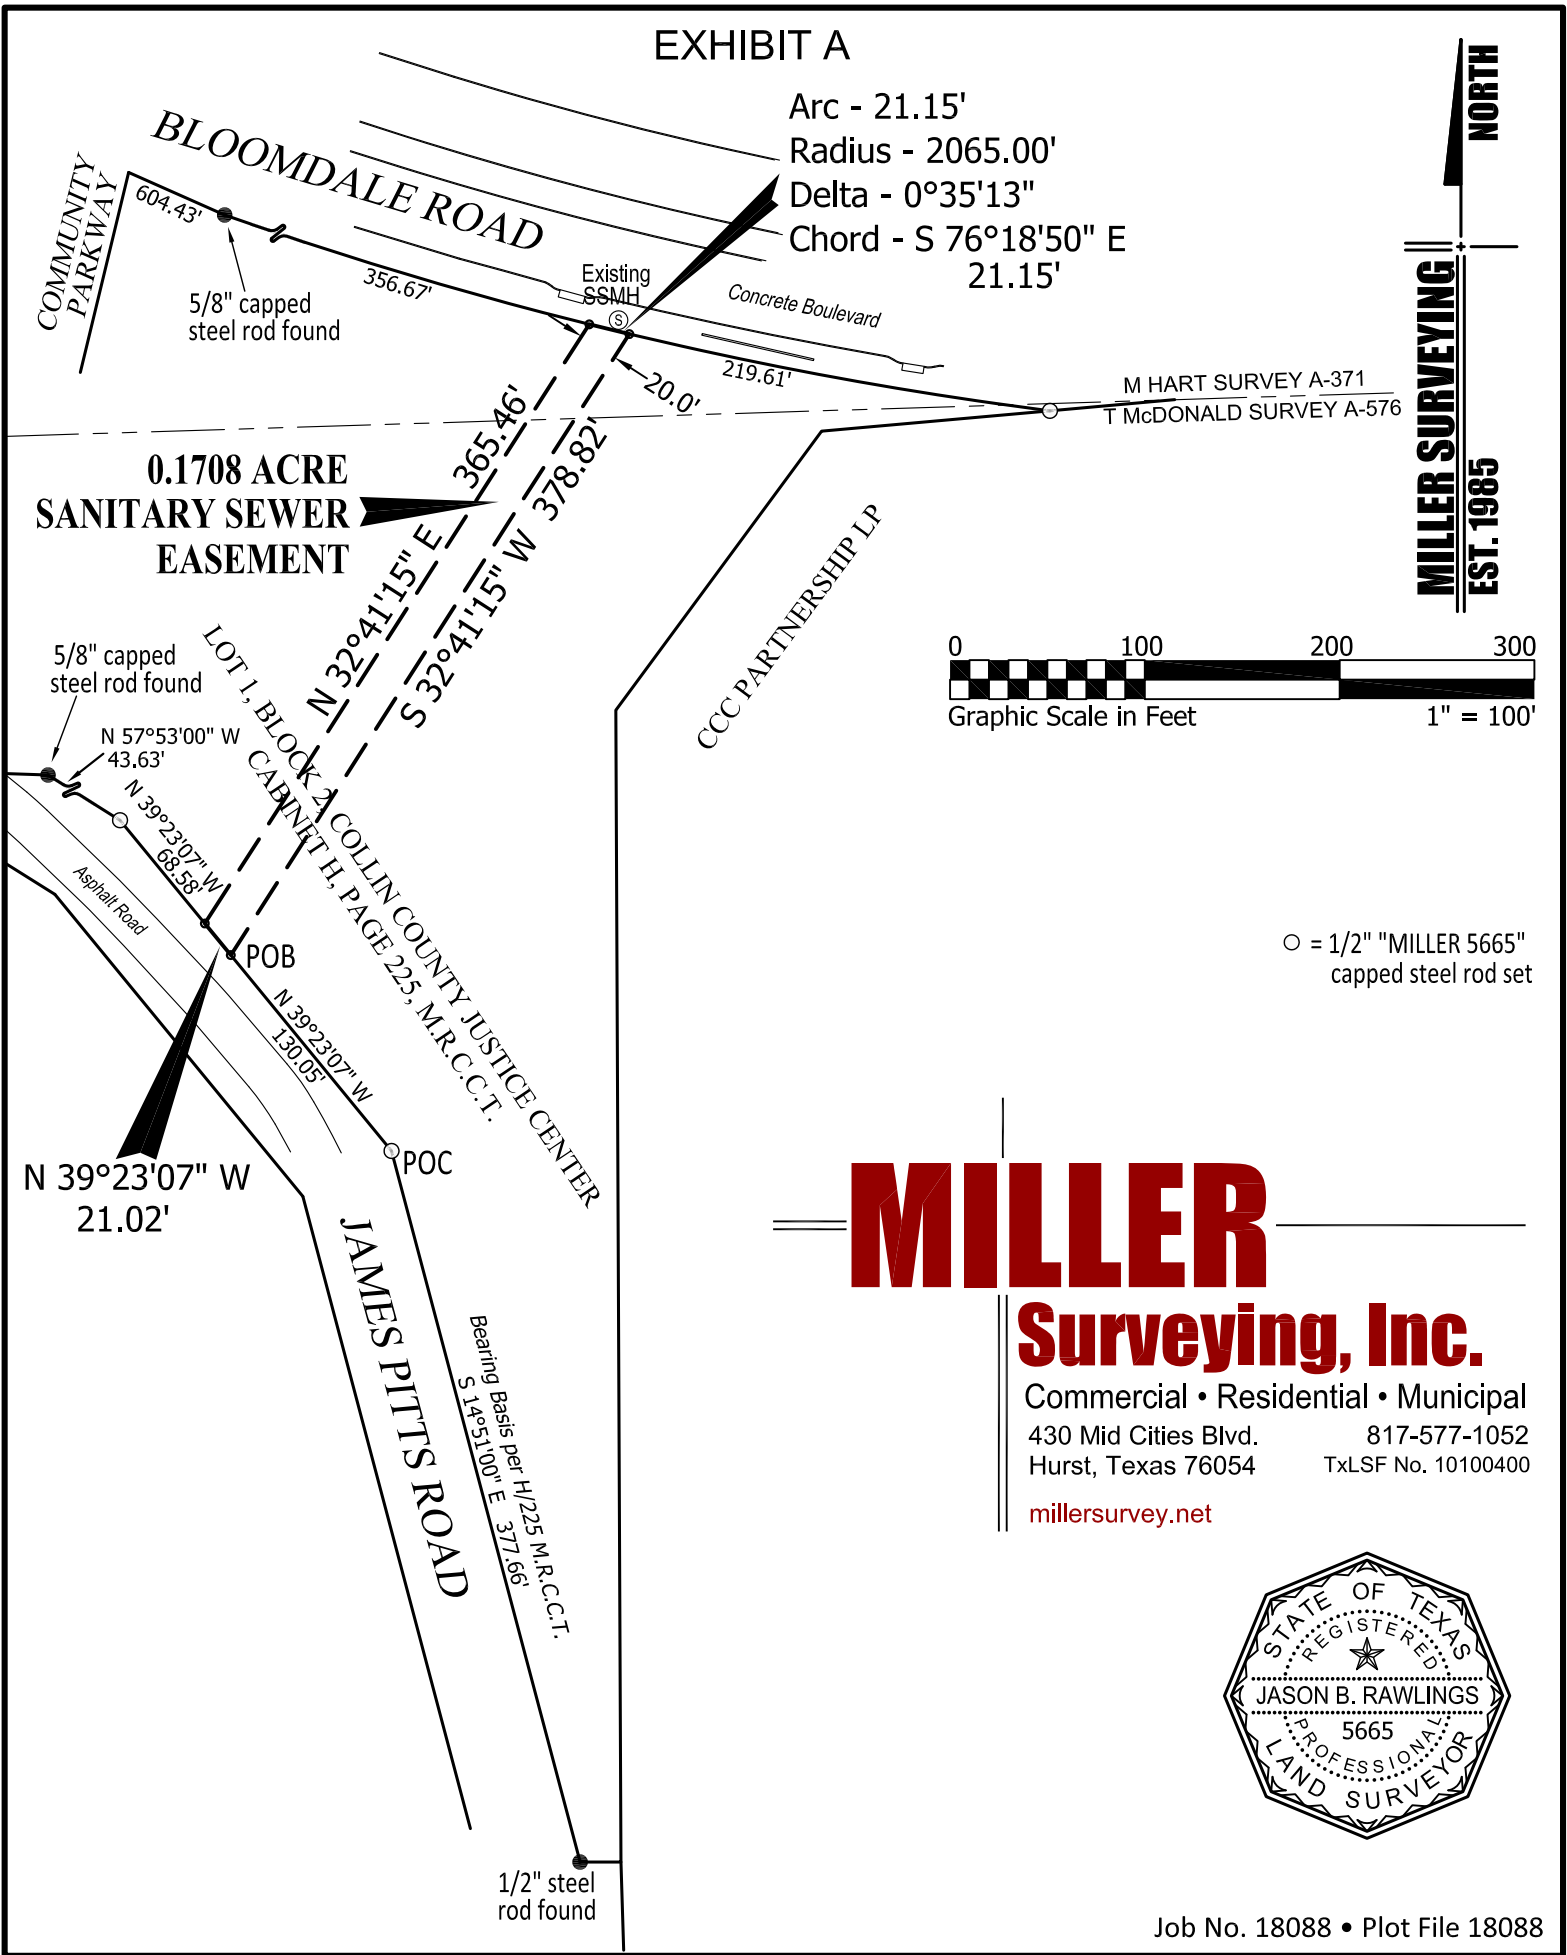 EXHIBIT A
Arc - 21.15'
Radius - 2065.00'
Delta - 0°35'13"
Chord - S 76°18'50" E
21.15'
NORTH
MILLER SURVEYING
EST. 1985
BLOOMDALE ROAD
COMMUNITY
PARKWAY
604.43'
5/8" capped
steel rod found
356.67'
Existing
SSMH
S
Concrete Boulevard
219.61'
20.0'
M HART SURVEY A-371
T McDONALD SURVEY A-576
0.1708 ACRE
SANITARY SEWER
EASEMENT
N 32°41'15" E 365.46'
S 32°41'15" W 378.82'
CCC PARTNERSHIP LP
0 100 200 300
Graphic Scale in Feet 1" = 100'
5/8" capped
steel rod found
N 57°53'00" W
43.63'
N 39°23'07" W
68.58'
LOT 1, BLOCK 2, COLLIN COUNTY JUSTICE CENTER
CABINET H, PAGE 225, M.R.C.C.T.
Asphalt Road
POB
N 39°23'07" W
130.05'
= 1/2" "MILLER 5665"
capped steel rod set
POC
N 39°23'07" W
21.02'
JAMES PITTS ROAD
Bearing Basis per H/225 M.R.C.C.T.
S 14°51'00" E 377.66'
1/2" steel
rod found
MILLER
Surveying, Inc.
Commercial • Residential • Municipal
430 Mid Cities Blvd. 817-577-1052
Hurst, Texas 76054 TxLSF No. 10100400
millersurvey.net
STATE OF TEXAS
REGISTERED
JASON B. RAWLINGS
5665
PROFESSIONAL
LAND SURVEYOR
Job No. 18088 • Plot File 18088